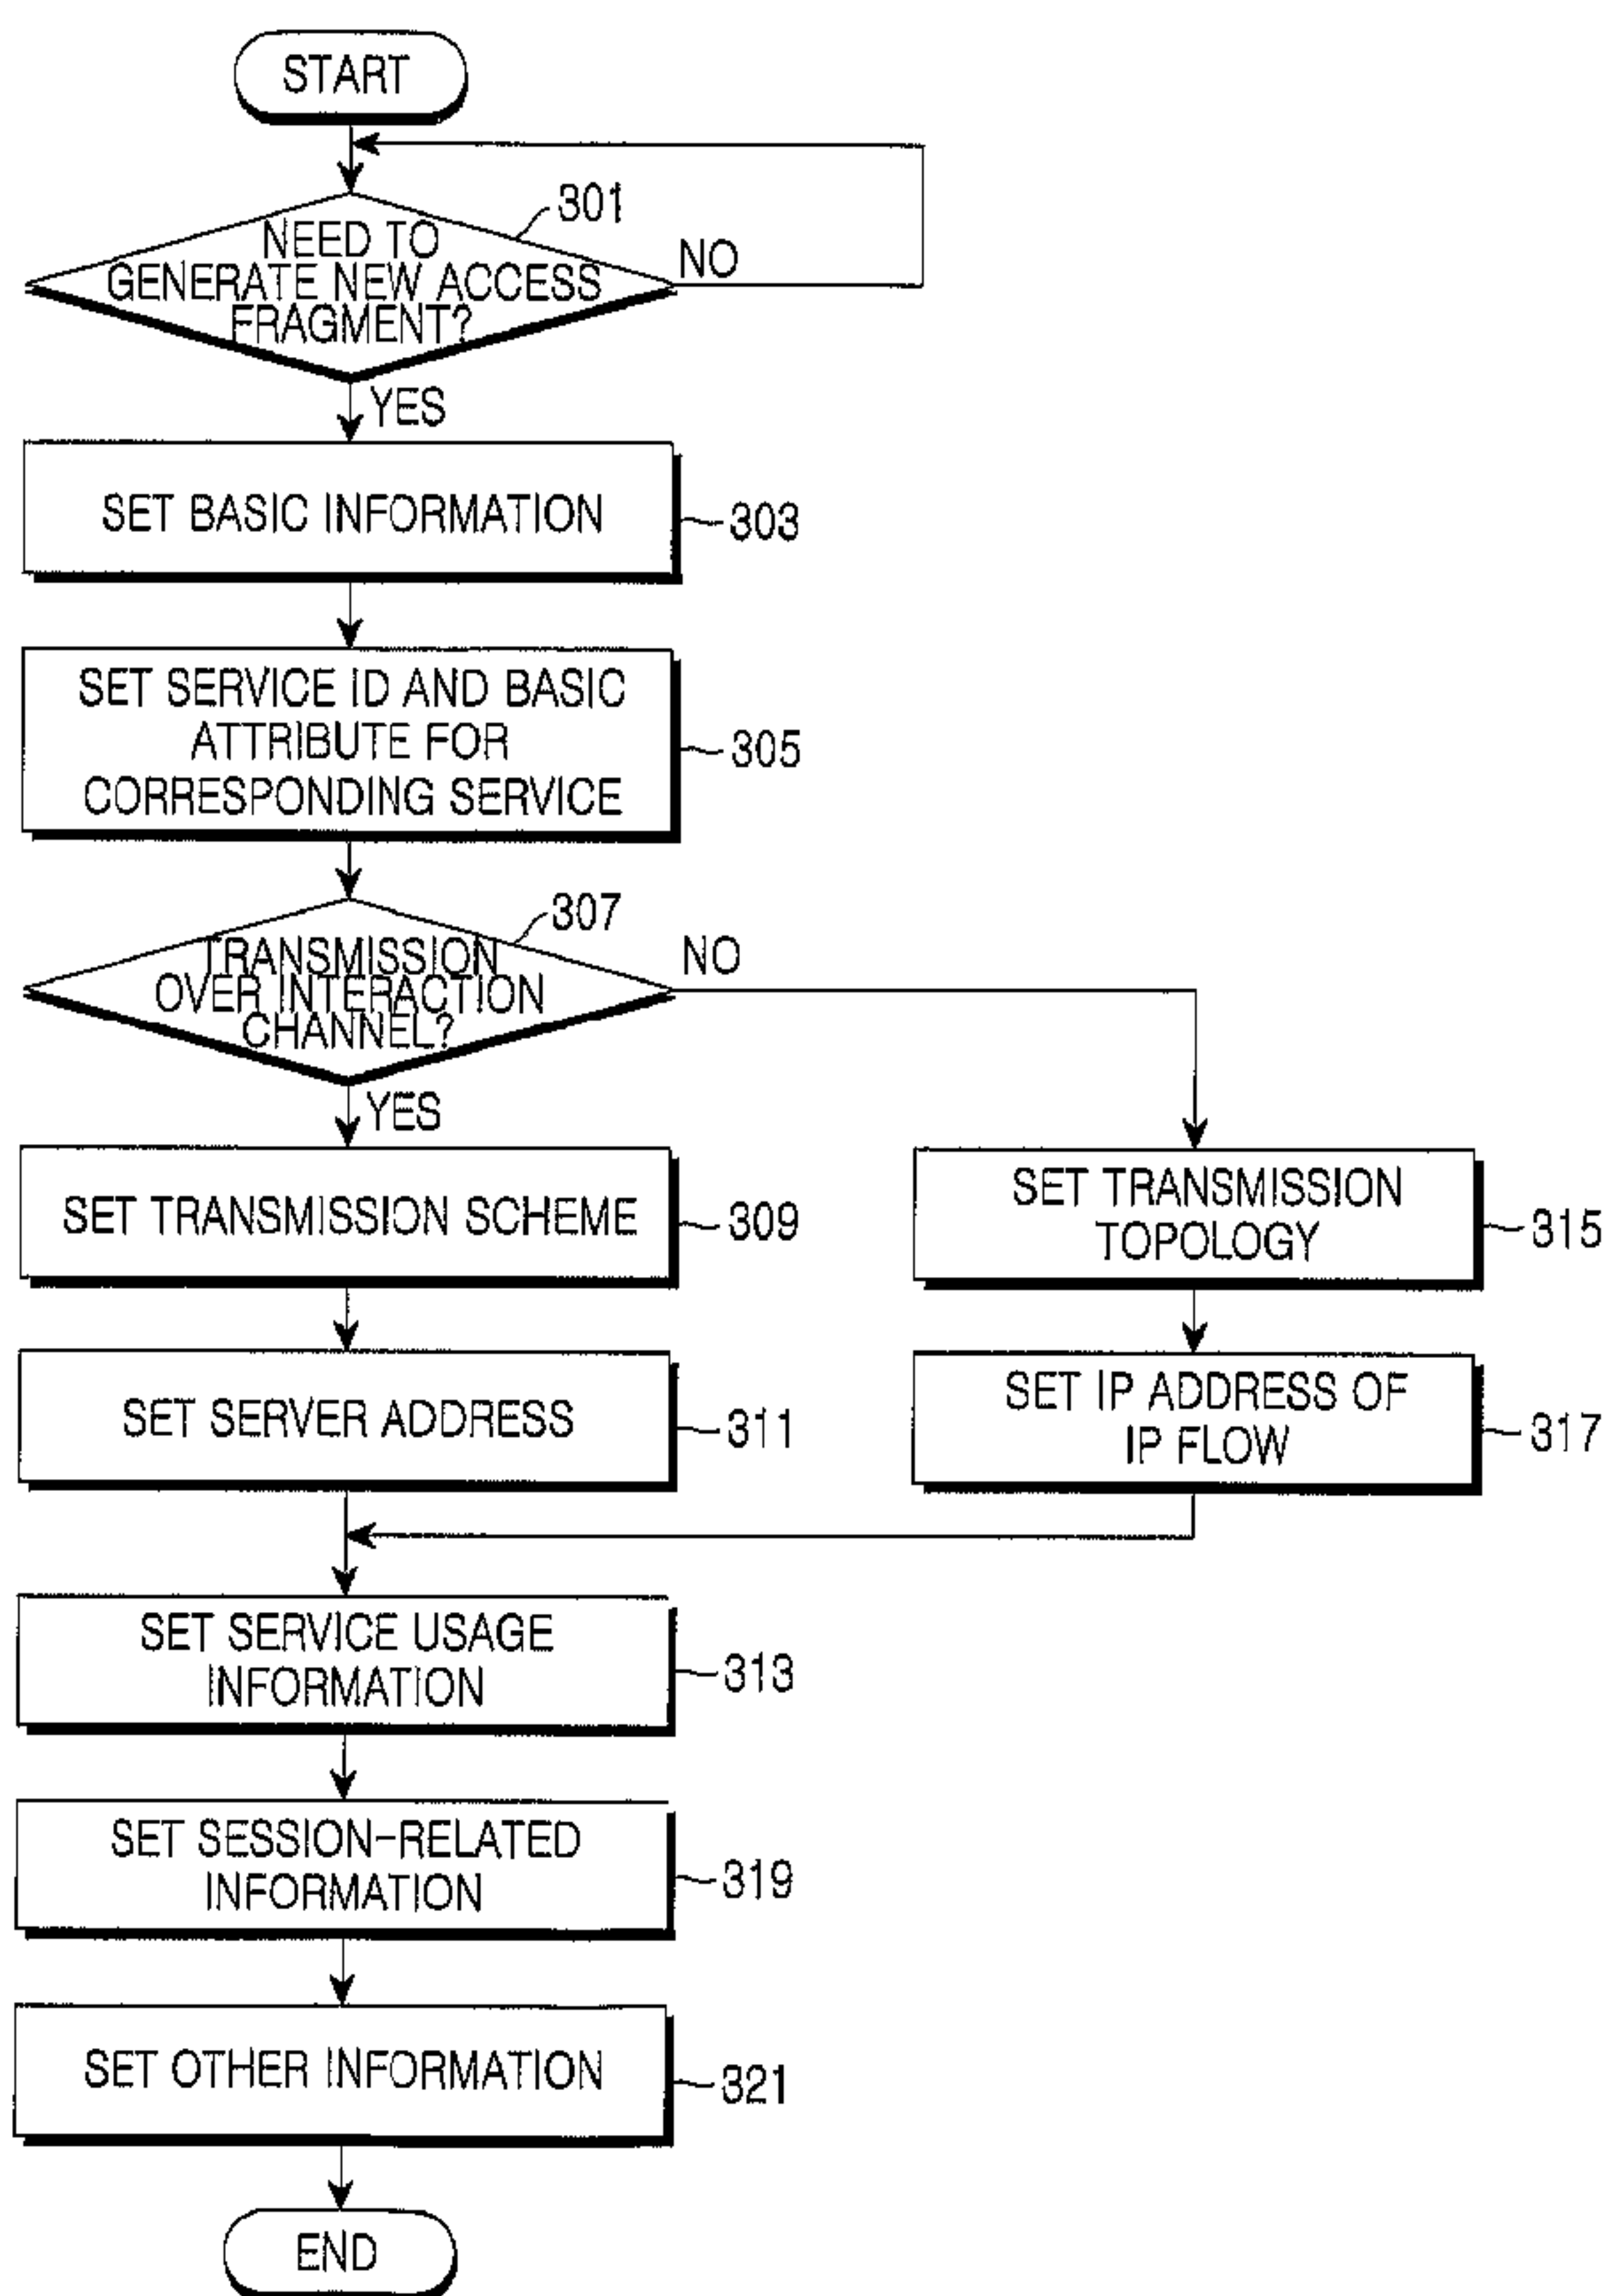 START
301
NEED TO
GENERATE NEW ACCESS
FRAGMENT?
NO
YES
SET BASIC INFORMATION
303
SET SERVICE ID AND BASIC
ATTRIBUTE FOR
CORRESPONDING SERVICE
305
307
TRANSMISSION
OVER INTERACTION
CHANNEL?
NO
YES
SET TRANSMISSION SCHEME
309
SET TRANSMISSION
TOPOLOGY
315
SET SERVER ADDRESS
311
SET IP ADDRESS OF
IP FLOW
317
SET SERVICE USAGE
INFORMATION
313
SET SESSION-RELATED
INFORMATION
319
SET OTHER INFORMATION
321
END